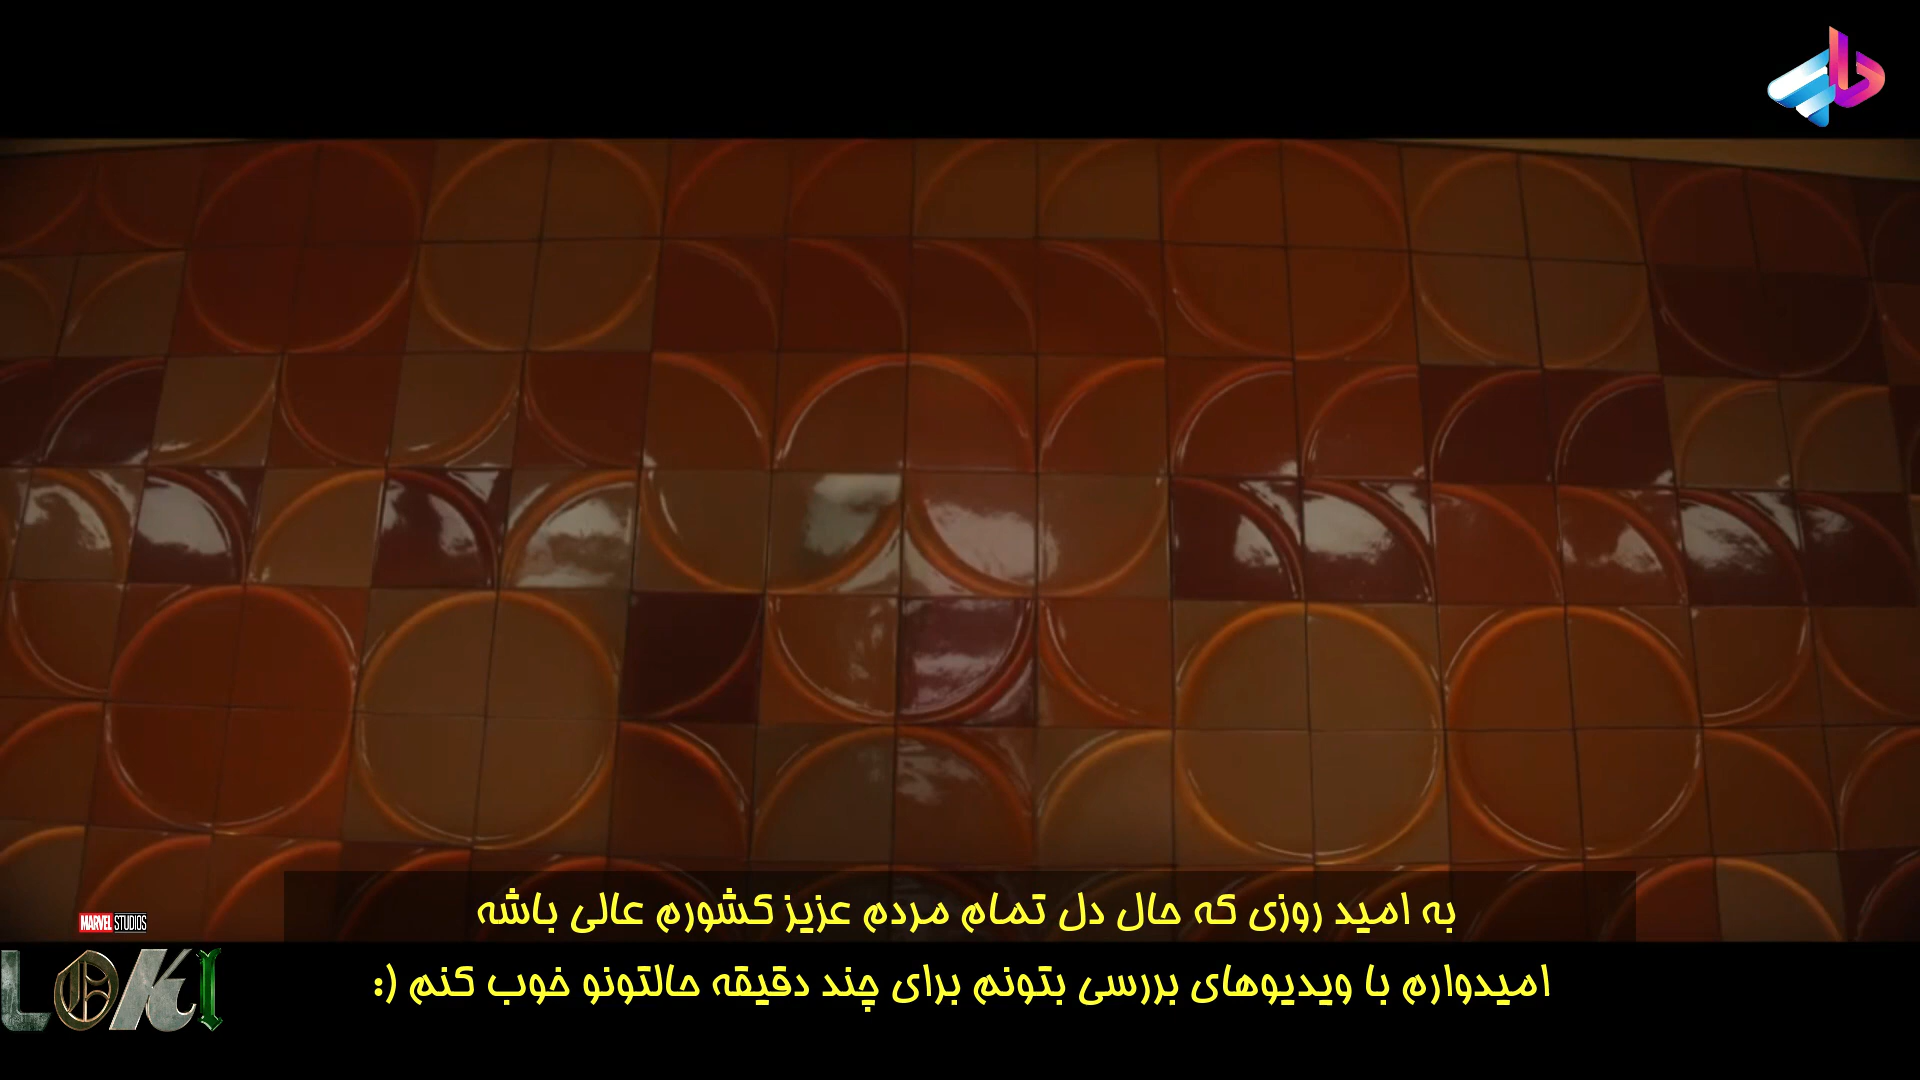 به امید روزی که حال دل تمام مردم عزیز کشورم عالی باشه
MARVEL STUDIOS
LOKI
امیدوارم با ویدیوهای بررسی بتونم برای چند دقیقه حالتونو خوب کنم (: